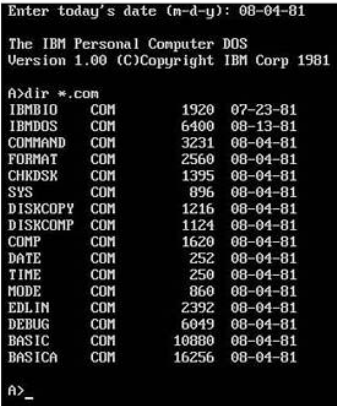 Enter today's date (m-d-y): 08-04-81
The IBM Personal Computer DOS
Version 1.00 (C)Copyright IBM Corp 1981
A>dir *.com
IBMBIO COM 1920 07-23-81
IBMDOS COM 6400 08-13-81
COMMAND COM 3231 08-04-81
FORMAT COM 2560 08-04-81
CHKDSK COM 1395 08-04-81
SYS COM 896 08-04-81
DISKCOPY COM 1216 08-04-81
DISKCOMP COM 1124 08-04-81
COMP COM 1620 08-04-81
DATE COM 252 08-04-81
TIME COM 250 08-04-81
MODE COM 860 08-04-81
EDLIN COM 2392 08-04-81
DEBUG COM 6049 08-04-81
BASIC COM 10880 08-04-81
BASICA COM 16256 08-04-81
A>_